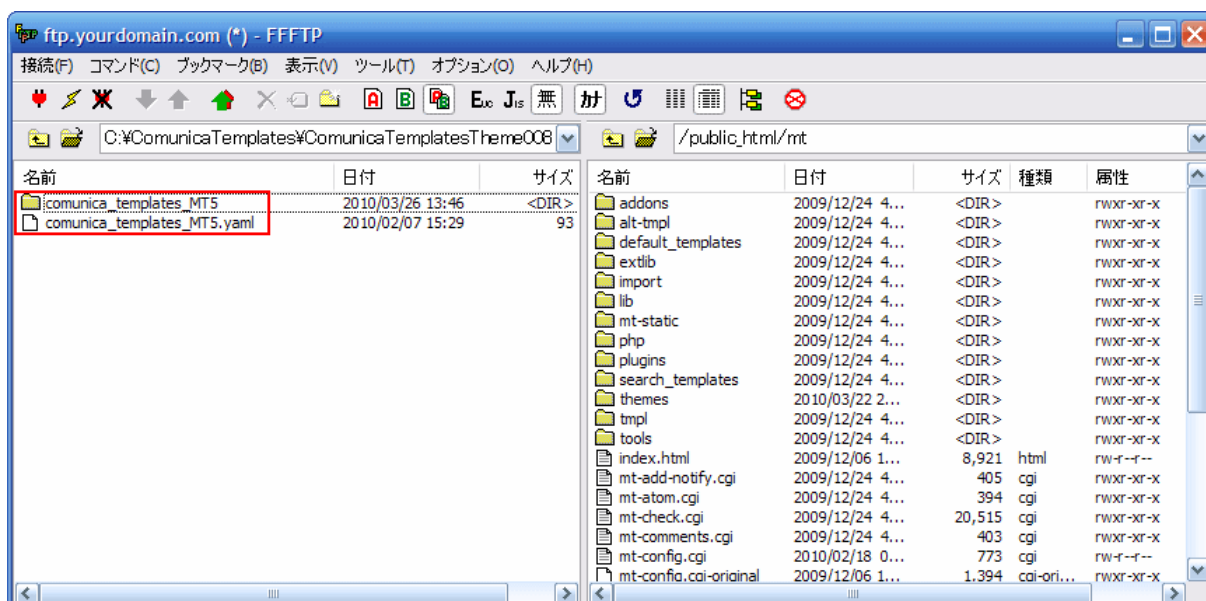 ftp.yourdomain.com (*) - FFFTP
接続(F) コマンド(C) ブックマーク(B) 表示(V) ツール(T) オプション(O) ヘルプ(H)
A B Euc Jis 無 カナ
C:¥ComunicaTemplates¥ComunicaTemplatesTheme008 /public_html/mt
名前 日付 サイズ 名前 日付 サイズ 種類 属性
comunica_templates_MT5 2010/03/26 13:46 <DIR> addons 2009/12/24 4... <DIR> rwxr-xr-x
comunica_templates_MT5.yaml 2010/02/07 15:29 93 alt-tmpl 2009/12/24 4... <DIR> rwxr-xr-x
default_templates 2009/12/24 4... <DIR> rwxr-xr-x
extlib 2009/12/24 4... <DIR> rwxr-xr-x
import 2009/12/24 4... <DIR> rwxr-xr-x
lib 2009/12/24 4... <DIR> rwxr-xr-x
mt-static 2009/12/24 4... <DIR> rwxr-xr-x
php 2009/12/24 4... <DIR> rwxr-xr-x
plugins 2009/12/24 4... <DIR> rwxr-xr-x
search_templates 2009/12/24 4... <DIR> rwxr-xr-x
themes 2010/03/22 2... <DIR> rwxr-xr-x
tmpl 2009/12/24 4... <DIR> rwxr-xr-x
tools 2009/12/24 4... <DIR> rwxr-xr-x
index.html 2009/12/06 1... 8,921 html rw-r--r--
mt-add-notify.cgi 2009/12/24 4... 405 cgi rwxr-xr-x
mt-atom.cgi 2009/12/24 4... 394 cgi rwxr-xr-x
mt-check.cgi 2009/12/24 4... 20,515 cgi rwxr-xr-x
mt-comments.cgi 2009/12/24 4... 403 cgi rwxr-xr-x
mt-config.cgi 2010/02/18 0... 773 cgi rw-r--r--
mt-config.cgi-original 2009/12/06 1... 1,394 cgi-ori... rwxr-xr-x